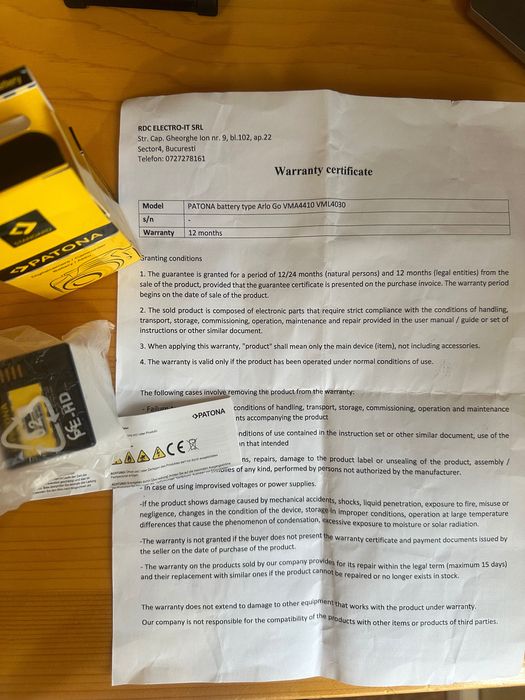 RDC ELECTRO-IT SRL
Str. Cap. Gheorghe Ion nr. 9, bl.102, ap.22
Sector4, Bucuresti
Telefon: 0727278161
Warranty certificate
Model PATONA battery type Arlo Go VMA4410 VML4030
s/n -
Warranty 12 months
Granting conditions
1. The guarantee is granted for a period of 12/24 months (natural persons) and 12 months (legal entities) from the
sale of the product, provided that the guarantee certificate is presented on the purchase invoice. The warranty period
begins on the date of sale of the product.
2. The sold product is composed of electronic parts that require strict compliance with the conditions of handling,
transport, storage, commissioning, operation, maintenance and repair provided in the user manual / guide or set of
instructions or other similar document.
3. When applying this warranty, "product" shall mean only the main device (item), not including accessories.
4. The warranty is valid only if the product has been operated under normal conditions of use.
The following cases involve removing the product from the warranty:
conditions of handling, transport, storage, commissioning, operation and maintenance
nts accompanying the product
nditions of use contained in the instruction set or other similar document, use of the
n that intended
ns, repairs, damage to the product label or unsealing of the product, assembly /
of any kind, performed by persons not authorized by the manufacturer.
- In case of using improvised voltages or power supplies.
-If the product shows damage caused by mechanical accidents, shocks, liquid penetration, exposure to fire, misuse or
negligence, changes in the condition of the device, storage in improper conditions, operation at large temperature
differences that cause the phenomenon of condensation, excessive exposure to moisture or solar radiation.
-The warranty is not granted if the buyer does not present the warranty certificate and payment documents issued by
the seller on the date of purchase of the product.
- The warranty on the products sold by our company provides for its repair within the legal term (maximum 15 days)
and their replacement with similar ones if the product cannot be repaired or no longer exists in stock.
The warranty does not extend to damage to other equipment that works with the product under warranty.
Our company is not responsible for the compatibility of the products with other items or products of third parties.
STANDARD
PATONA
PATONA
CE